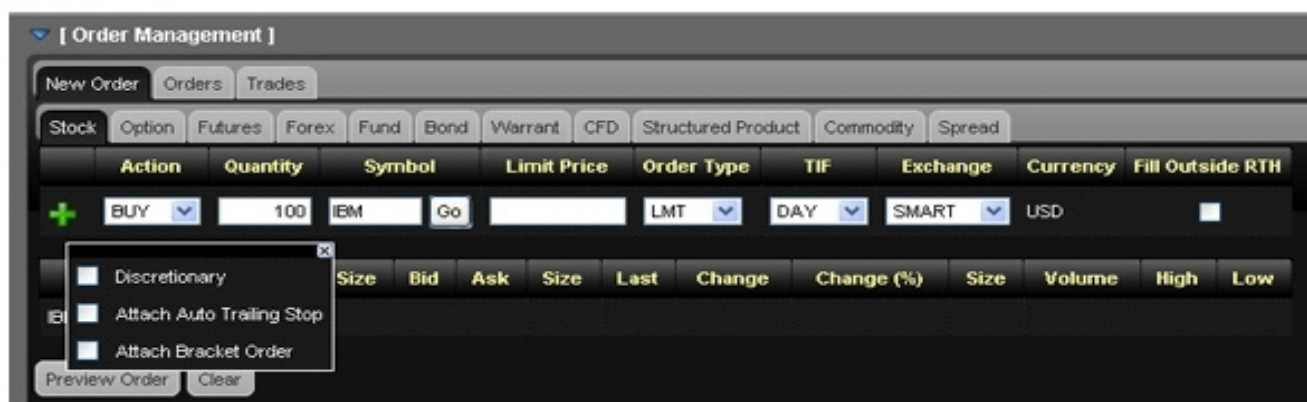 [ Order Management ]
New Order Orders Trades
Stock Option Futures Forex Fund Bond Warrant CFD Structured Product Commodity Spread
Action Quantity Symbol Limit Price Order Type TIF Exchange Currency Fill Outside RTH
BUY 100 IBM Go LMT DAY SMART USD
Discretionary Size Bid Ask Size Last Change Change (%) Size Volume High Low
Attach Auto Trailing Stop
Attach Bracket Order
Preview Order Clear